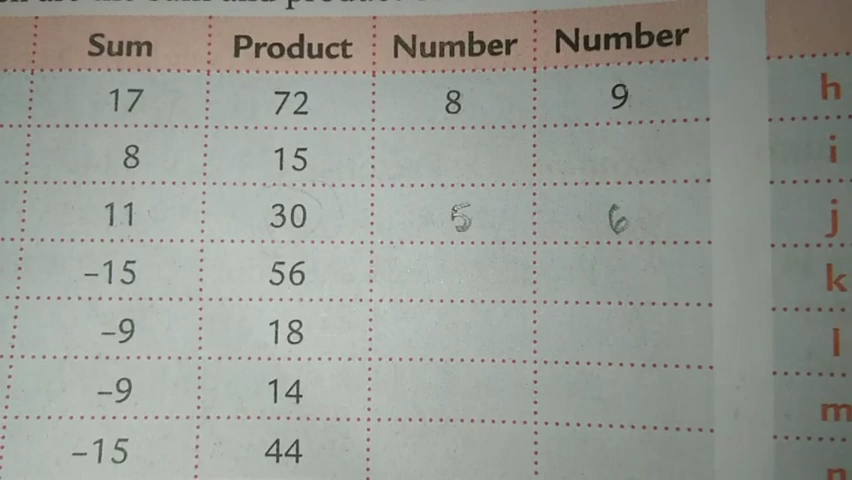 Sum Product Number Number
17 72 8 9 h
8 15 i
11 30 5 6 j
–15 56 k
–9 18 l
–9 14 m
–15 44 n